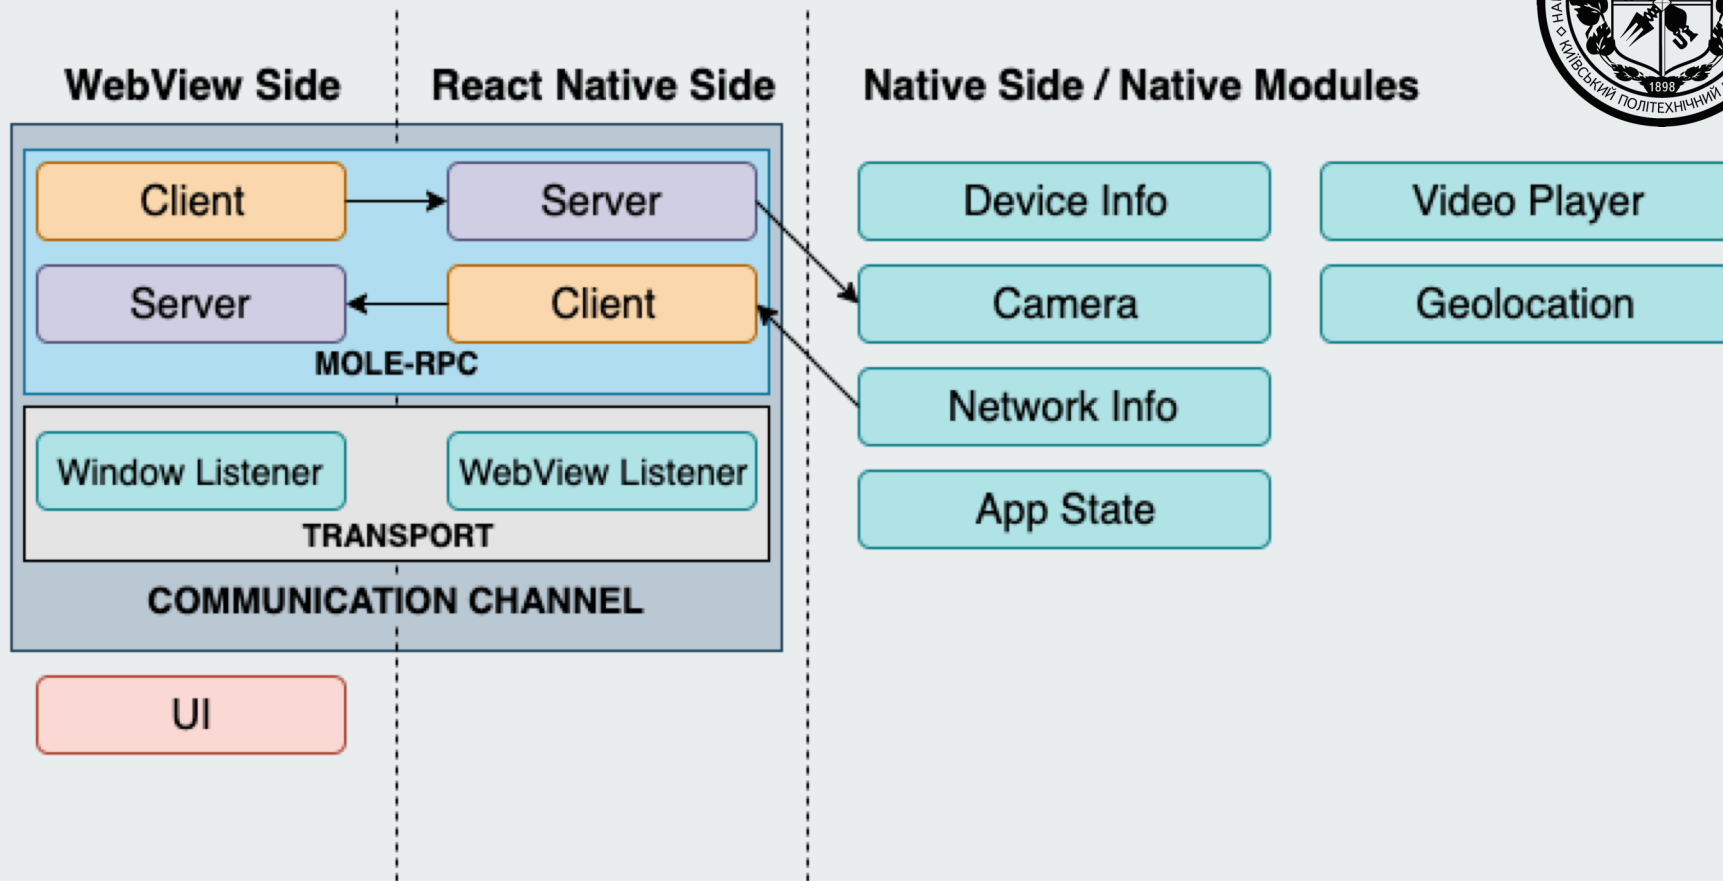 WebView Side
React Native Side
Native Side / Native Modules
Client
Server
Device Info
Video Player
Server
Client
Camera
Geolocation
MOLE-RPC
Network Info
Window Listener
WebView Listener
App State
TRANSPORT
COMMUNICATION CHANNEL
UI
КИЇВСЬКИЙ ПОЛІТЕХНІЧНИЙ
1898